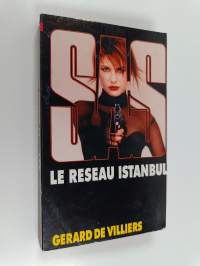 SAS
LE RESEAU ISTANBUL
GERARD DE VILLIERS